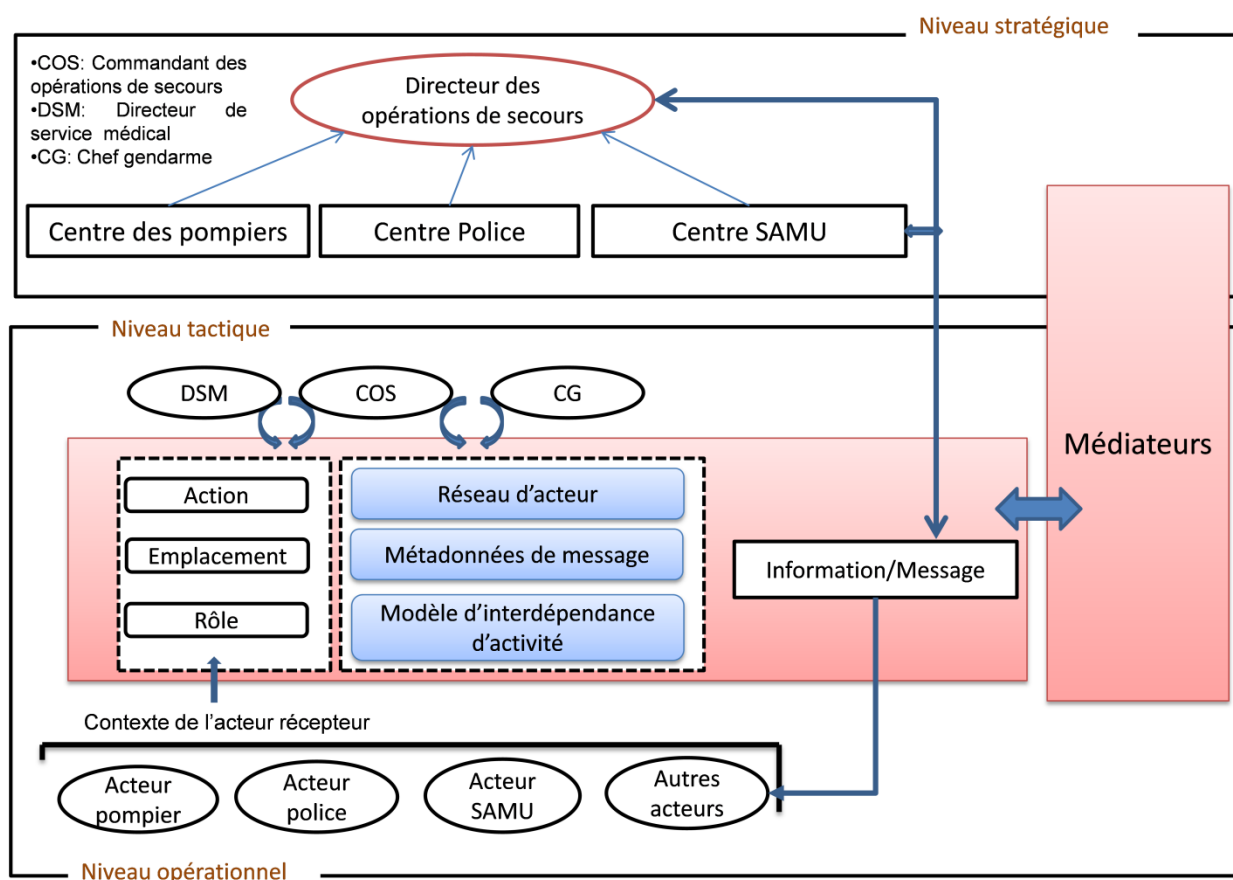 Niveau stratégique
•COS: Commandant des
opérations de secours
•DSM: Directeur de
service médical
•CG: Chef gendarme
Directeur des
opérations de secours
Centre des pompiers
Centre Police
Centre SAMU
Médiateurs
Niveau tactique
DSM
COS
CG
Action
Emplacement
Rôle
Réseau d’acteur
Métadonnées de message
Modèle d’interdépendance
d’activité
Information/Message
Contexte de l’acteur récepteur
Acteur
pompier
Acteur
police
Acteur
SAMU
Autres
acteurs
Niveau opérationnel